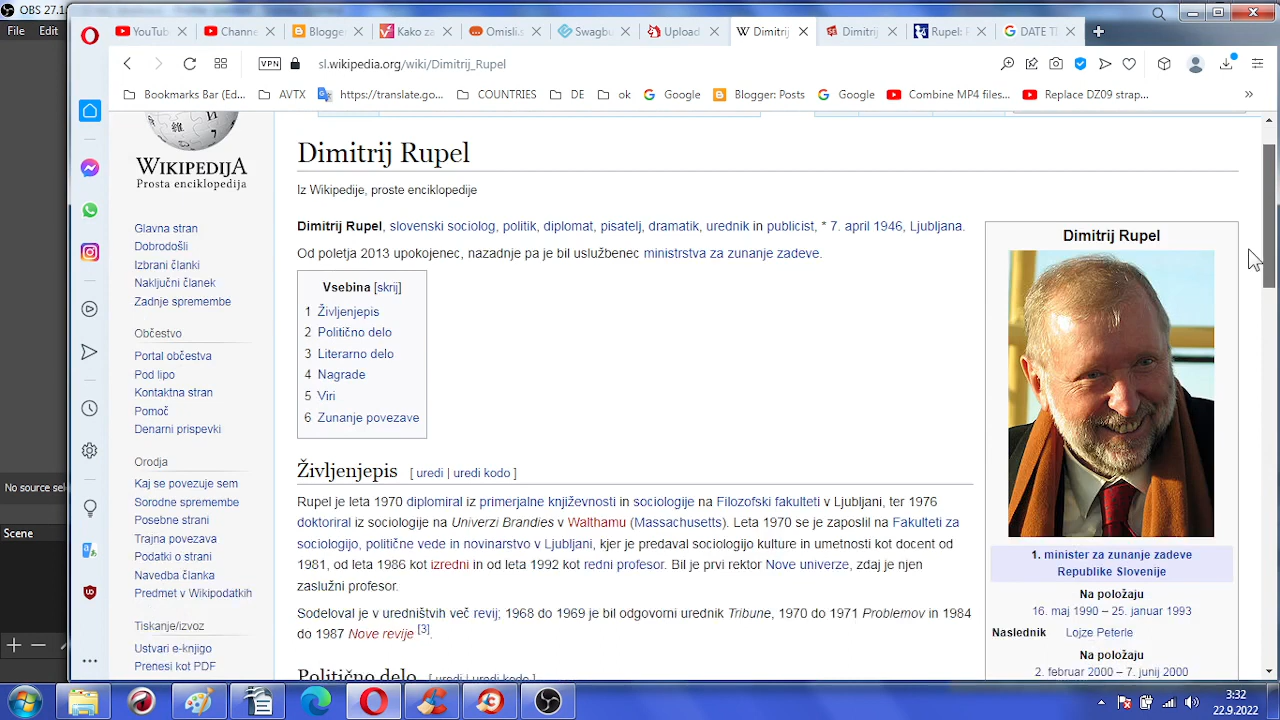 OBS 27.1
File Edit
YouTub
Channe
Blogge
Kako za
Omisli.s
Swagbu
Upload
Dimitrij
Dimitrij
Rupel: P
DATE T
VPN sl.wikipedia.org/wiki/Dimitrij_Rupel
Bookmarks Bar (Ed... AVTX https://translate.go... COUNTRIES DE ok Google Blogger: Posts Google Combine MP4 files... Replace DZ09 strap... »
WIKIPEDIJA
Prosta enciklopedija
Glavna stran
Dobrodošli
Izbrani članki
Naključni članek
Zadnje spremembe
Občestvo
Portal občestva
Pod lipo
Kontaktna stran
Pomoč
Denarni prispevki
Orodja
Kaj se povezuje sem
Sorodne spremembe
Posebne strani
Trajna povezava
Podatki o strani
Navedba članka
Predmet v Wikipodatkih
Tiskanje/izvoz
Ustvari e-knjigo
Prenesi kot PDF
Dimitrij Rupel
Iz Wikipedije, proste enciklopedije
Dimitrij Rupel, slovenski sociolog, politik, diplomat, pisatelj, dramatik, urednik in publicist, * 7. april 1946, Ljubljana.
Od poletja 2013 upokojenec, nazadnje pa je bil uslužbenec ministrstva za zunanje zadeve.
Vsebina [skrij]
1 Življenjepis
2 Politično delo
3 Literarno delo
4 Nagrade
5 Viri
6 Zunanje povezave
Življenjepis [ uredi | uredi kodo ]
Rupel je leta 1970 diplomiral iz primerjalne književnosti in sociologije na Filozofski fakulteti v Ljubljani, ter 1976
doktoriral iz sociologije na Univerzi Brandies v Walthamu (Massachusetts). Leta 1970 se je zaposlil na Fakulteti za
sociologijo, politične vede in novinarstvo v Ljubljani, kjer je predaval sociologijo kulture in umetnosti kot docent od
1981, od leta 1986 kot izredni in od leta 1992 kot redni profesor. Bil je prvi rektor Nove univerze, zdaj je njen
zaslužni profesor.
Sodeloval je v uredništvih več revij; 1968 do 1969 je bil odgovorni urednik Tribune, 1970 do 1971 Problemov in 1984
do 1987 Nove revije [3].
Politično delo [ uredi | uredi kodo ]
Dimitrij Rupel
1. minister za zunanje zadeve
Republike Slovenije
Na položaju
16. maj 1990 – 25. januar 1993
Naslednik Lojze Peterle
Na položaju
2. februar 2000 – 7. junij 2000
No source sel
Scene
3:32
22.9.2022